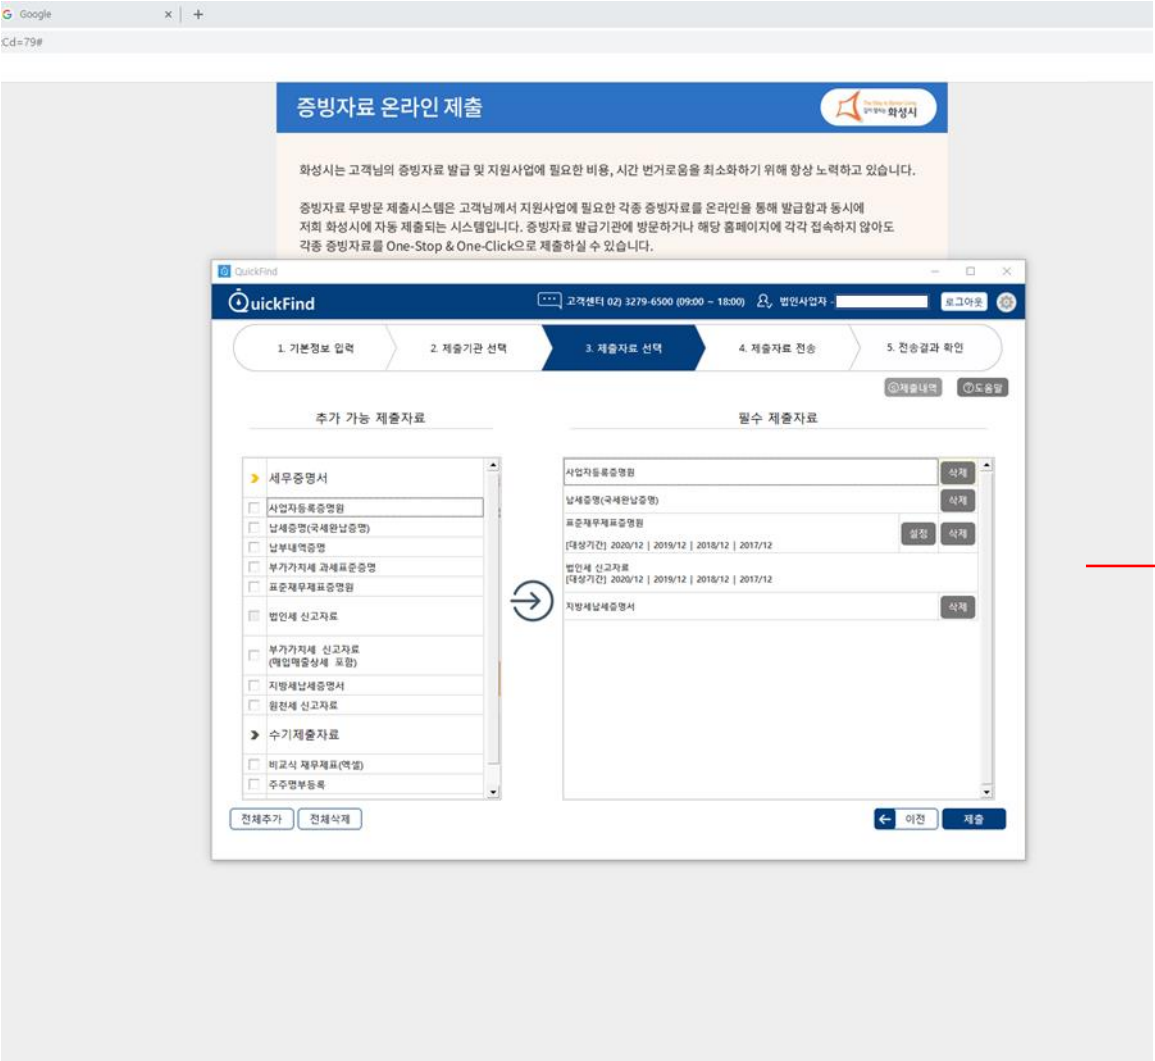 Google
Cd=79#
증빙자료 온라인 제출
화성시
화성시는 고객님의 증빙자료 발급 및 지원사업에 필요한 비용, 시간 번거로움을 최소화하기 위해 항상 노력하고 있습니다.
증빙자료 무방문 제출시스템은 고객님께서 지원사업에 필요한 각종 증빙자료를 온라인을 통해 발급함과 동시에
저희 화성시에 자동 제출되는 시스템입니다. 증빙자료 발급기관에 방문하거나 해당 홈페이지에 각각 접속하지 않아도
각종 증빙자료를 One-Stop & One-Click으로 제출하실 수 있습니다.
QuickFind
QuickFind
고객센터 02) 3279-6500 (09:00 ~ 18:00)
법인사업자 -
로그아웃
1. 기본정보 입력
2. 제출기관 선택
3. 제출자료 선택
4. 제출자료 전송
5. 전송결과 확인
제출내역
도움말
추가 가능 제출자료
세무증명서
사업자등록증명원
납세증명(국세완납증명)
납부내역증명
부가가치세 과세표준증명
표준재무제표증명원
법인세 신고자료
부가가치세 신고자료
(매입매출상세 포함)
지방세납세증명서
원천세 신고자료
수기제출자료
비교식 재무제표(엑셀)
주주명부등록
필수 제출자료
사업자등록증명원
삭제
납세증명(국세완납증명)
삭제
표준재무제표증명원
[대상기간] 2020/12 | 2019/12 | 2018/12 | 2017/12
설정
삭제
법인세 신고자료
[대상기간] 2020/12 | 2019/12 | 2018/12 | 2017/12
지방세납세증명서
삭제
전체추가
전체삭제
이전
제출